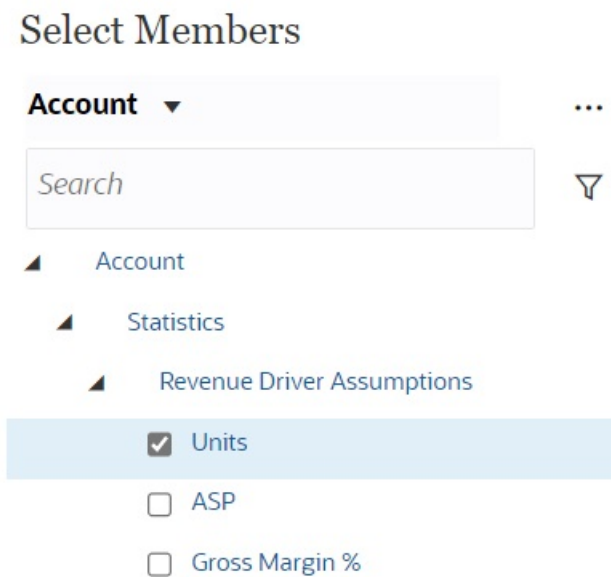 Select Members
Account
...
Search
Account
Statistics
Revenue Driver Assumptions
Units
ASP
Gross Margin %